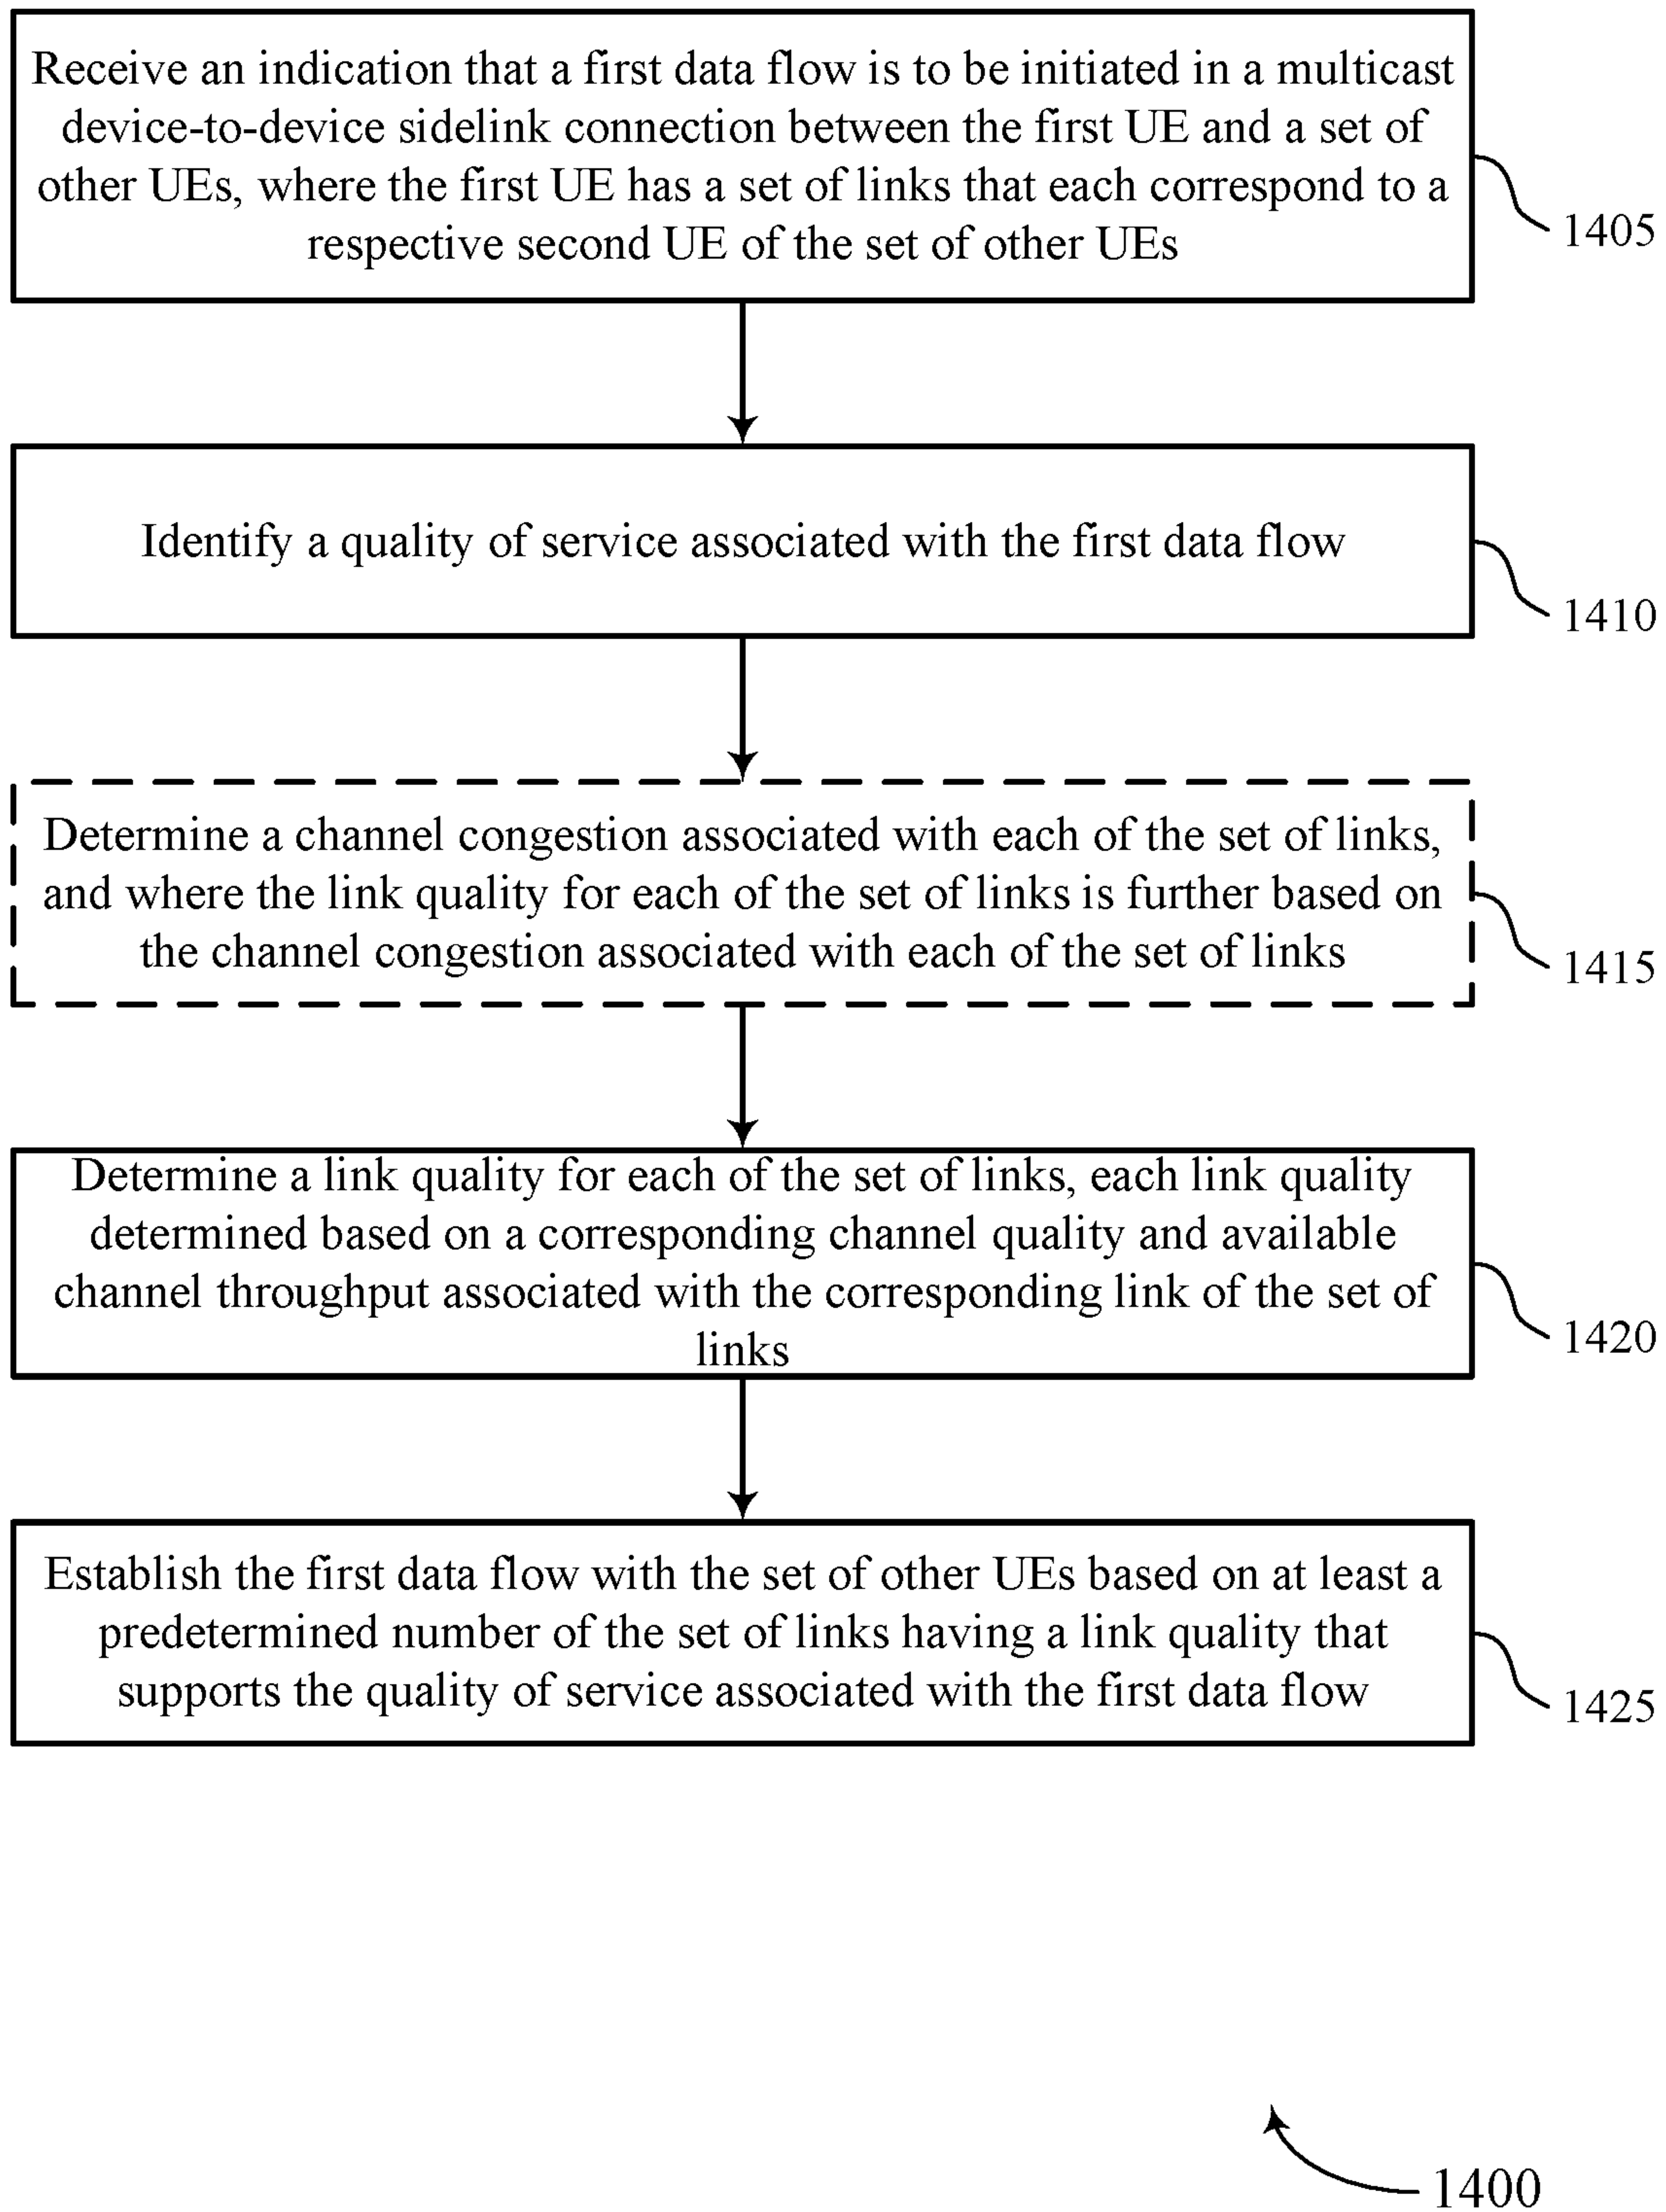 Receive an indication that a first data flow is to be initiated in a multicast
device-to-device sidelink connection between the first UE and a set of
other UEs, where the first UE has a set of links that each correspond to a
respective second UE of the set of other UEs
1405
Identify a quality of service associated with the first data flow
1410
Determine a channel congestion associated with each of the set of links,
and where the link quality for each of the set of links is further based on
the channel congestion associated with each of the set of links
1415
Determine a link quality for each of the set of links, each link quality
determined based on a corresponding channel quality and available
channel throughput associated with the corresponding link of the set of
links
1420
Establish the first data flow with the set of other UEs based on at least a
predetermined number of the set of links having a link quality that
supports the quality of service associated with the first data flow
1425
1400